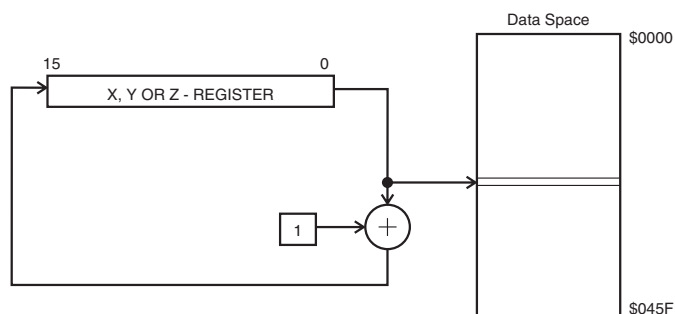 Data Space
$0000
15 0
X, Y OR Z - REGISTER
1
+
$045F